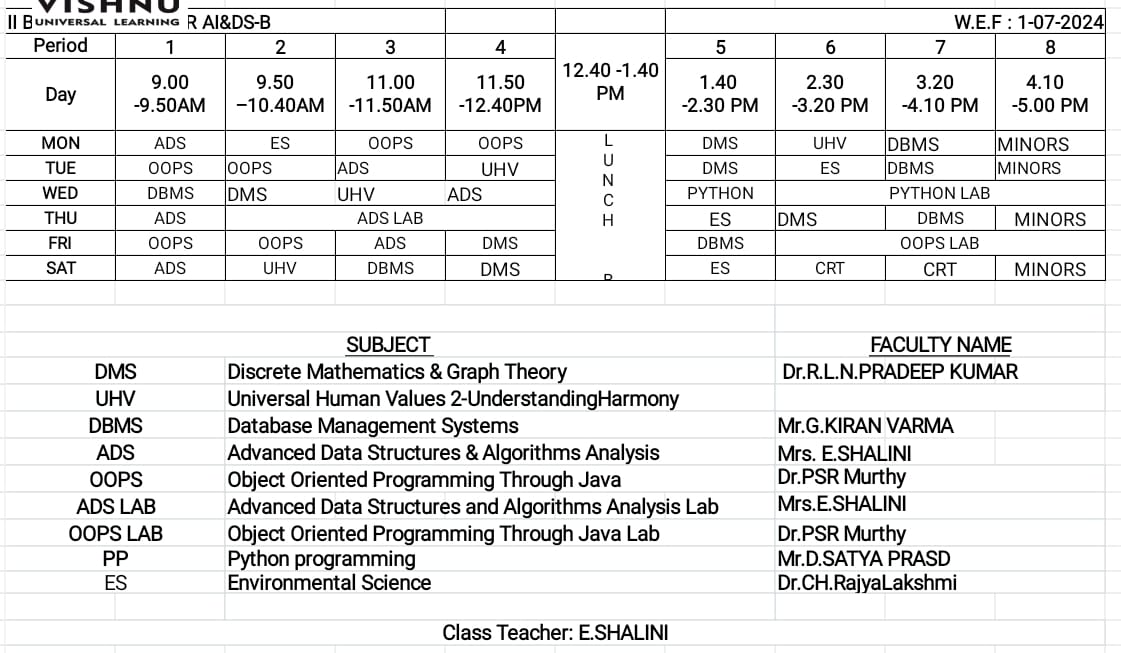 VISHNU
UNIVERSAL LEARNING
II B R AI&DS-B W.E.F : 1-07-2024
Period 1 2 3 4 5 6 7 8
Day 9.00 -9.50AM 9.50 –10.40AM 11.00 -11.50AM 11.50 -12.40PM 12.40 -1.40 PM 1.40 -2.30 PM 2.30 -3.20 PM 3.20 -4.10 PM 4.10 -5.00 PM
MON ADS ES OOPS OOPS L DMS UHV DBMS MINORS
TUE OOPS OOPS ADS UHV U DMS ES DBMS MINORS
WED DBMS DMS UHV ADS N PYTHON PYTHON LAB
THU ADS ADS LAB C ES DMS DBMS MINORS
FRI OOPS OOPS ADS DMS H DBMS OOPS LAB
SAT ADS UHV DBMS DMS ES CRT CRT MINORS
SUBJECT FACULTY NAME
DMS Discrete Mathematics & Graph Theory Dr.R.L.N.PRADEEP KUMAR
UHV Universal Human Values 2-UnderstandingHarmony
DBMS Database Management Systems Mr.G.KIRAN VARMA
ADS Advanced Data Structures & Algorithms Analysis Mrs. E.SHALINI
OOPS Object Oriented Programming Through Java Dr.PSR Murthy
ADS LAB Advanced Data Structures and Algorithms Analysis Lab Mrs.E.SHALINI
OOPS LAB Object Oriented Programming Through Java Lab Dr.PSR Murthy
PP Python programming Mr.D.SATYA PRASD
ES Environmental Science Dr.CH.RajyaLakshmi
Class Teacher: E.SHALINI